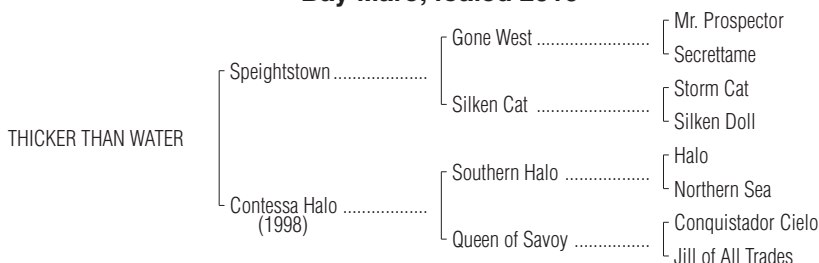 Mr. Prospector
Gone West ........................
Secrettame
Speightstown ....................
Storm Cat
Silken Cat ........................
Silken Doll
THICKER THAN WATER
Halo
Southern Halo ..................
Northern Sea
Contessa Halo ..................
(1998)
Conquistador Cielo
Queen of Savoy ................
Jill of All Trades